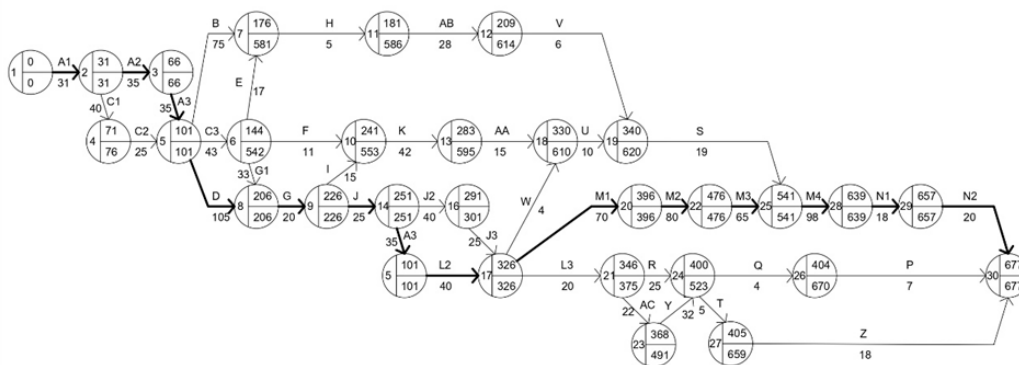 B 176 H 181 AB 209 V
75 7 581 5 11 586 28 12 614 6
0 A1 31 A2 66
1 0 31 2 31 35 3 66
E 17
40 C1 35 A3
71 C2 101 C3 144 F 241 K 283 AA 330 U 340 S
4 76 25 5 101 43 6 542 11 10 553 42 13 595 15 18 610 10 19 620 19
33 G1 I 15
D 206 G 226 J 251 J2 291 M1 396 M2 476 M3 541 M4 639 N1 657 N2
105 8 206 20 9 226 25 14 251 40 16 301 70 20 396 80 22 476 65 25 541 98 28 639 18 29 657 20
W 4
35 A3 25 J3
101 L2 326 L3 346 R 400 Q 404 P 677
5 101 40 17 326 20 21 375 25 24 523 4 26 670 7 30 677
22 AC Y 32 5 T
368 405 Z
23 491 27 659 18